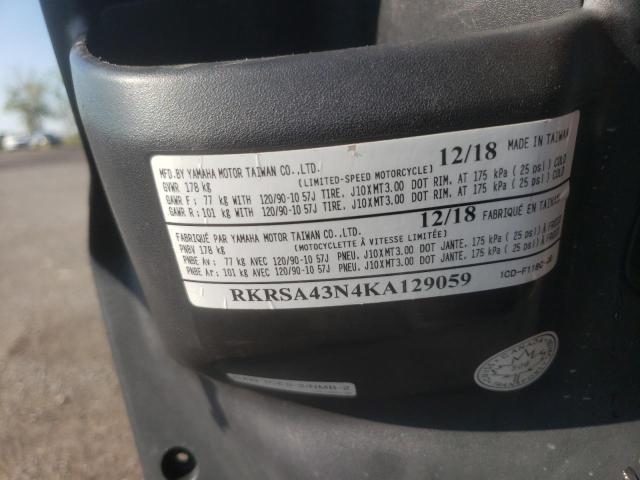 MFD.BY YAMAHA MOTOR TAIWAN CO.,LTD. 12/18 MADE IN TAIWAN
GVWR 178 kg (LIMITED-SPEED MOTORCYCLE)
GAWR F: 77 kg WITH 120/90-10 57J TIRE, J10XMT3.00 DOT RIM, AT 175 kPa (25 psi) COLD
GAWR R: 101 kg WITH 120/90-10 57J TIRE, J10XMT3.00 DOT RIM, AT 175 kPa (25 psi) COLD
FABRIQUÉ PAR YAMAHA MOTOR TAIWAN CO.,LTD. 12/18 FABRIQUÉ EN TAIWAN
PNBV 178 kg (MOTOCYCLETTE À VITESSE LIMITÉE)
PNBE Av: 77 kg AVEC 120/90-10 57J PNEU, J10XMT3.00 DOT JANTE, 175 kPa (25 psi) À FROID
PNBE Ar: 101 kg AVEC 120/90-10 57J PNEU, J10XMT3.00 DOT JANTE, 175 kPa (25 psi) À FROID
RKRSA43N4KA129059
1CD-F118C-
CANADA